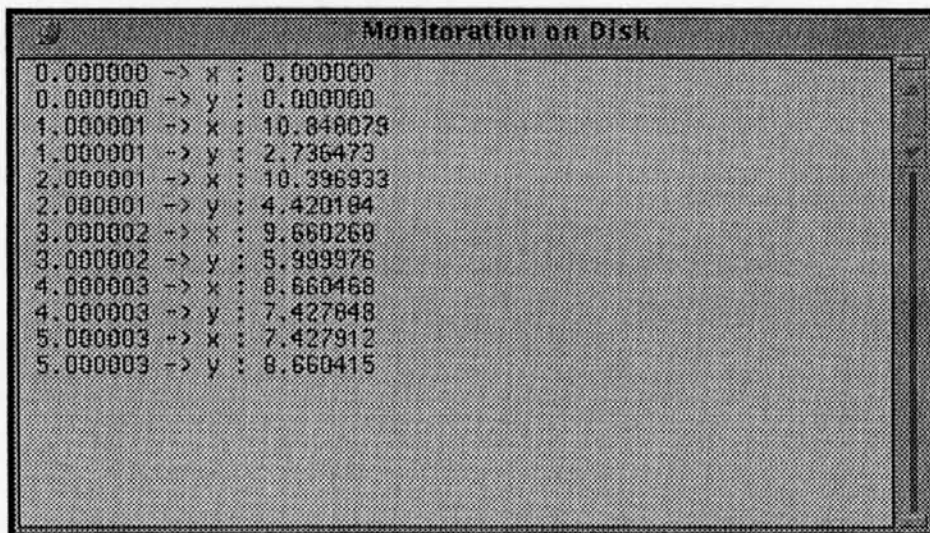 Monitoration on Disk
0.000000 -> x : 0.000000
0.000000 -> y : 0.000000
1.000001 -> x : 10.848079
1.000001 -> y : 2.736473
2.000001 -> x : 10.396933
2.000001 -> y : 4.420184
3.000002 -> x : 9.660268
3.000002 -> y : 5.999976
4.000003 -> x : 8.660468
4.000003 -> y : 7.427848
5.000003 -> x : 7.427912
5.000003 -> y : 8.660415